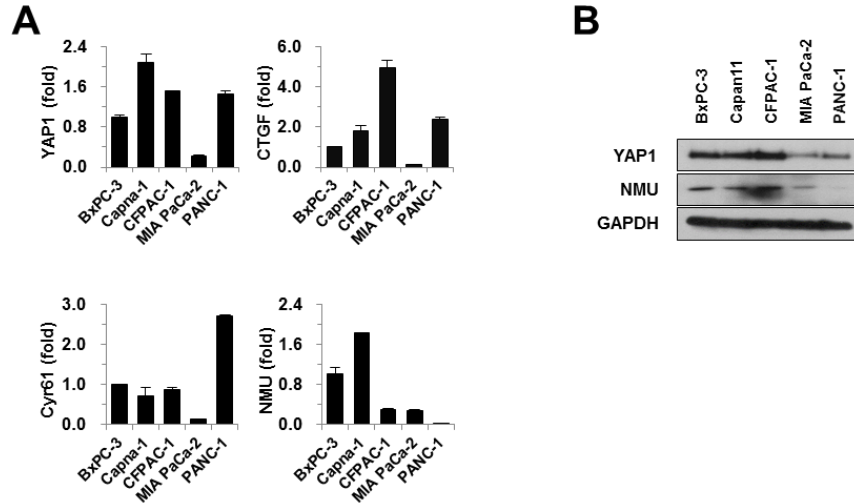 A
YAP1 (fold)
2.4
1.6
0.8
0.0
BxPC-3
Capna-1
CFPAC-1
MIA PaCa-2
PANC-1
CTGF (fold)
6.0
4.0
2.0
0.0
BxPC-3
Capna-1
CFPAC-1
MIA PaCa-2
PANC-1
Cyr61 (fold)
3.0
2.0
1.0
0.0
BxPC-3
Capna-1
CFPAC-1
MIA PaCa-2
PANC-1
NMU (fold)
2.4
1.6
0.8
0.0
BxPC-3
Capna-1
CFPAC-1
MIA PaCa-2
PANC-1
B
BxPC-3
Capan11
CFPAC-1
MIA PaCa-2
PANC-1
YAP1
NMU
GAPDH